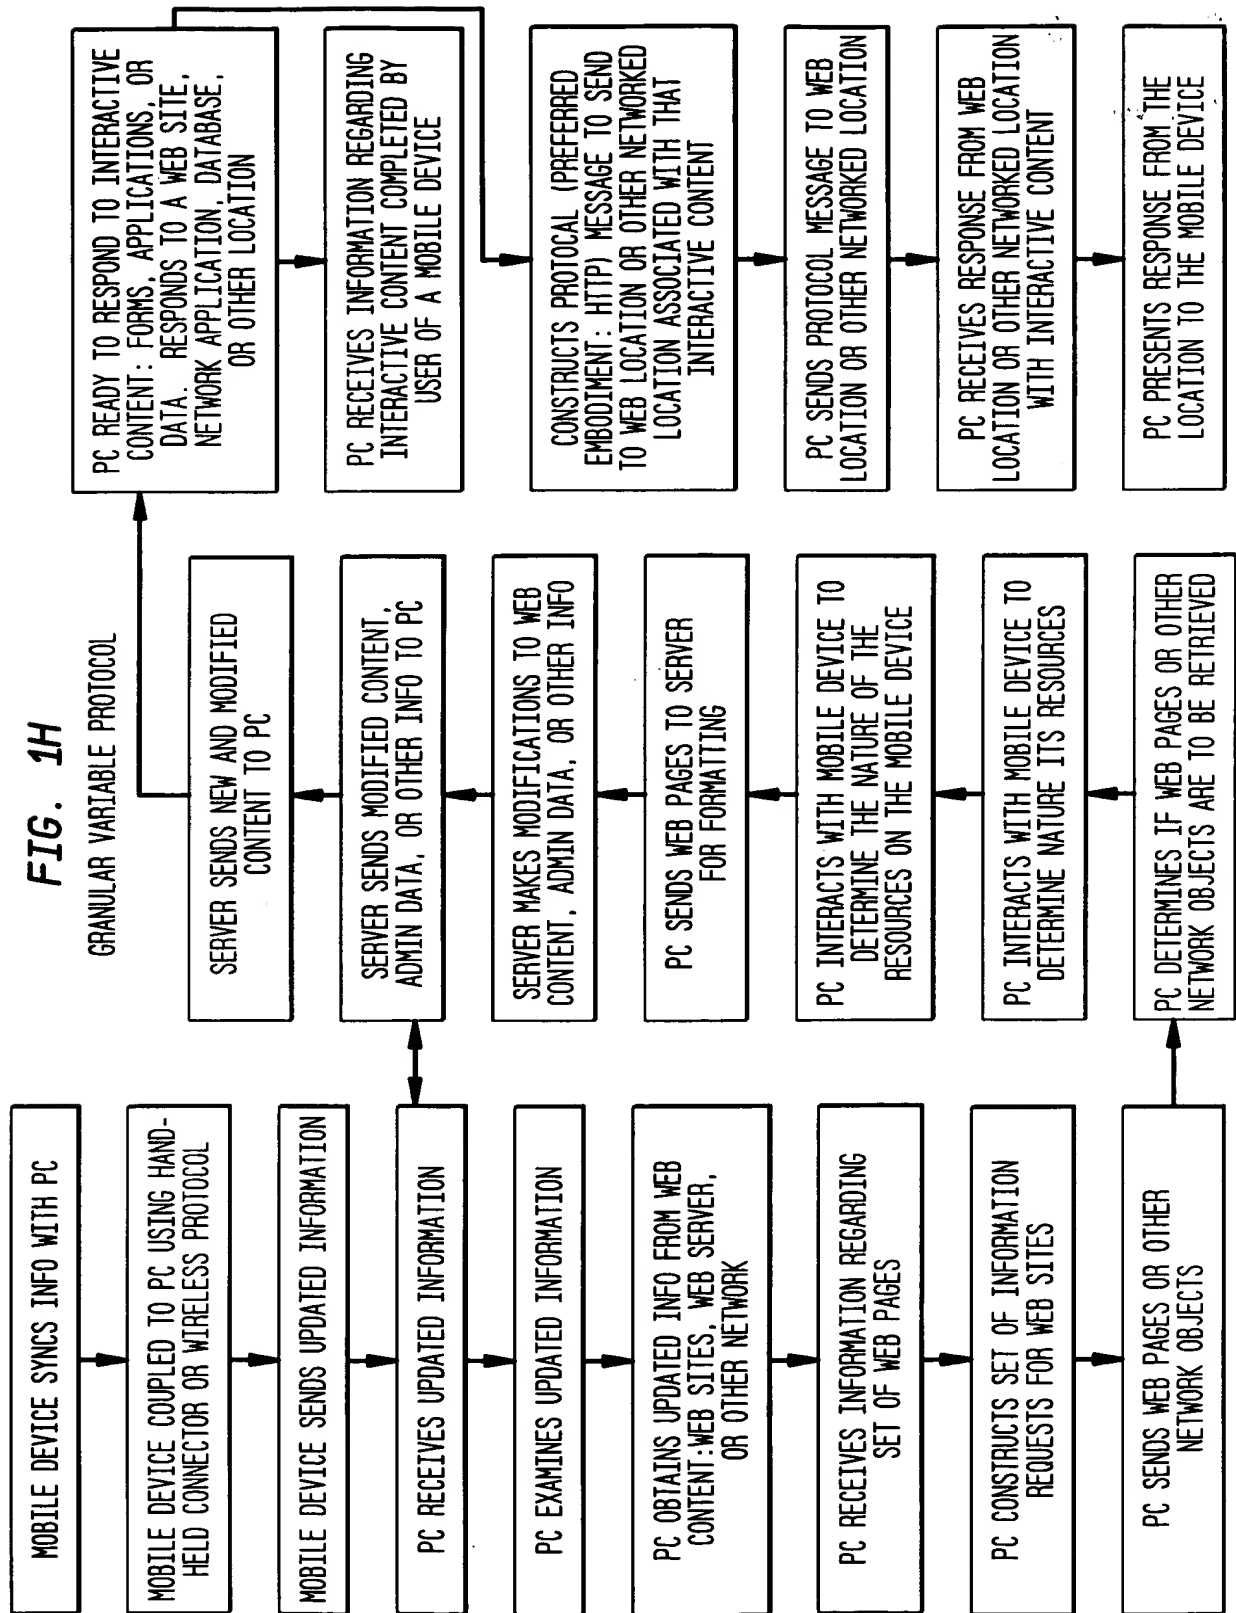 FIG. 1H
GRANULAR VARIABLE PROTOCOL
MOBILE DEVICE SYNCS INFO WITH PC
MOBILE DEVICE COUPLED TO PC USING HAND-
HELD CONNECTOR OR WIRELESS PROTOCOL
MOBILE DEVICE SENDS UPDATED INFORMATION
PC RECEIVES UPDATED INFORMATION
PC EXAMINES UPDATED INFORMATION
PC OBTAINS UPDATED INFO FROM WEB
CONTENT:WEB SITES, WEB SERVER,
OR OTHER NETWORK
PC RECEIVES INFORMATION REGARDING
SET OF WEB PAGES
PC CONSTRUCTS SET OF INFORMATION
REQUESTS FOR WEB SITES
PC SENDS WEB PAGES OR OTHER
NETWORK OBJECTS
SERVER SENDS NEW AND MODIFIED
CONTENT TO PC
SERVER SENDS MODIFIED CONTENT,
ADMIN DATA, OR OTHER INFO TO PC
SERVER MAKES MODIFICATIONS TO WEB
CONTENT, ADMIN DATA, OR OTHER INFO
PC SENDS WEB PAGES TO SERVER
FOR FORMATTING
PC INTERACTS WITH MOBILE DEVICE TO
DETERMINE THE NATURE OF THE
RESOURCES ON THE MOBILE DEVICE
PC INTERACTS WITH MOBILE DEVICE TO
DETERMINE NATURE ITS RESOURCES
PC DETERMINES IF WEB PAGES OR OTHER
NETWORK OBJECTS ARE TO BE RETRIEVED
PC READY TO RESPOND TO INTERACTIVE
CONTENT: FORMS, APPLICATIONS, OR
DATA. RESPONDS TO A WEB SITE,
NETWORK APPLICATION, DATABASE,
OR OTHER LOCATION
PC RECEIVES INFORMATION REGARDING
INTERACTIVE CONTENT COMPLETED BY
USER OF A MOBILE DEVICE
CONSTRUCTS PROTOCAL (PREFERRED
EMBODIMENT: HTTP) MESSAGE TO SEND
TO WEB LOCATION OR OTHER NETWORKED
LOCATION ASSOCIATED WITH THAT
INTERACTIVE CONTENT
PC SENDS PROTOCOL MESSAGE TO WEB
LOCATION OR OTHER NETWORKED LOCATION
PC RECEIVES RESPONSE FROM WEB
LOCATION OR OTHER NETWORKED LOCATION
WITH INTERACTIVE CONTENT
PC PRESENTS RESPONSE FROM THE
LOCATION TO THE MOBILE DEVICE